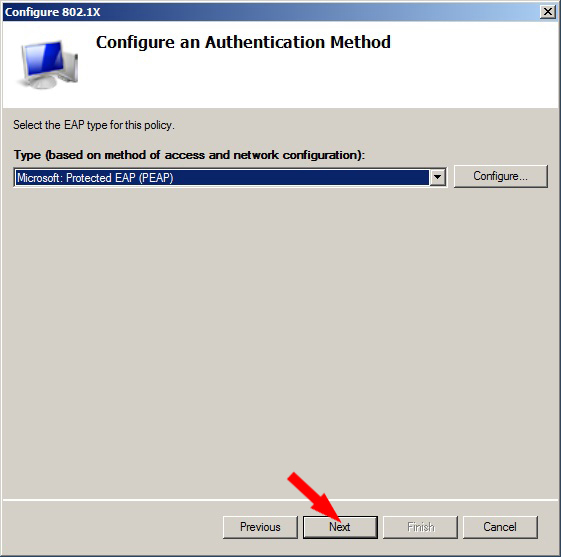 Configure 802.1X
Configure an Authentication Method
Select the EAP type for this policy.
Type (based on method of access and network configuration):
Microsoft: Protected EAP (PEAP)
Configure...
Previous
Next
Finish
Cancel